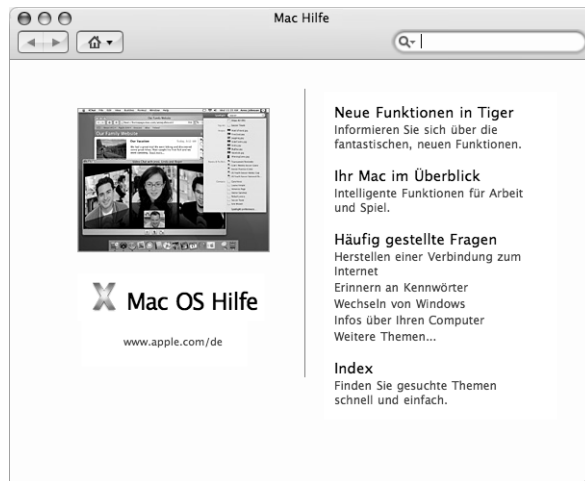 Mac Hilfe
Neue Funktionen in Tiger
Informieren Sie sich über die
fantastischen, neuen Funktionen.
Ihr Mac im Überblick
Intelligente Funktionen für Arbeit
und Spiel.
Häufig gestellte Fragen
Herstellen einer Verbindung zum
Internet
Erinnern an Kennwörter
Wechseln von Windows
Infos über Ihren Computer
Weitere Themen...
Index
Finden Sie gesuchte Themen
schnell und einfach.
X Mac OS Hilfe
www.apple.com/de